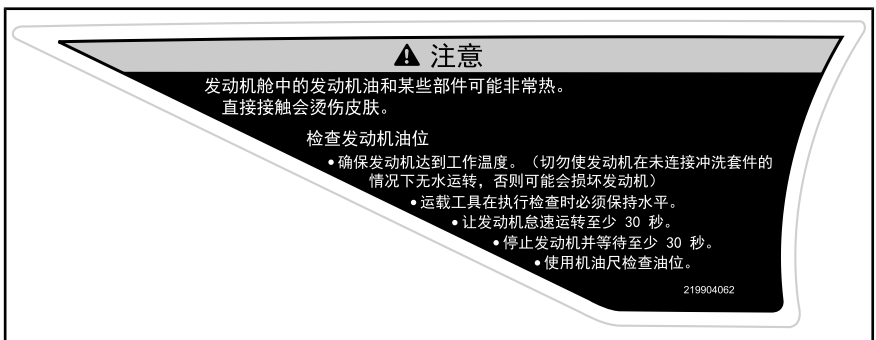 注意
发动机舱中的发动机油和某些部件可能非常热。
直接接触会烫伤皮肤。
检查发动机油位
•确保发动机达到工作温度。（切勿使发动机在未连接冲洗套件的
情况下无水运转，否则可能会损坏发动机）
•运载工具在执行检查时必须保持水平。
•让发动机怠速运转至少 30 秒。
•停止发动机并等待至少 30 秒。
•使用机油尺检查油位。
219904062